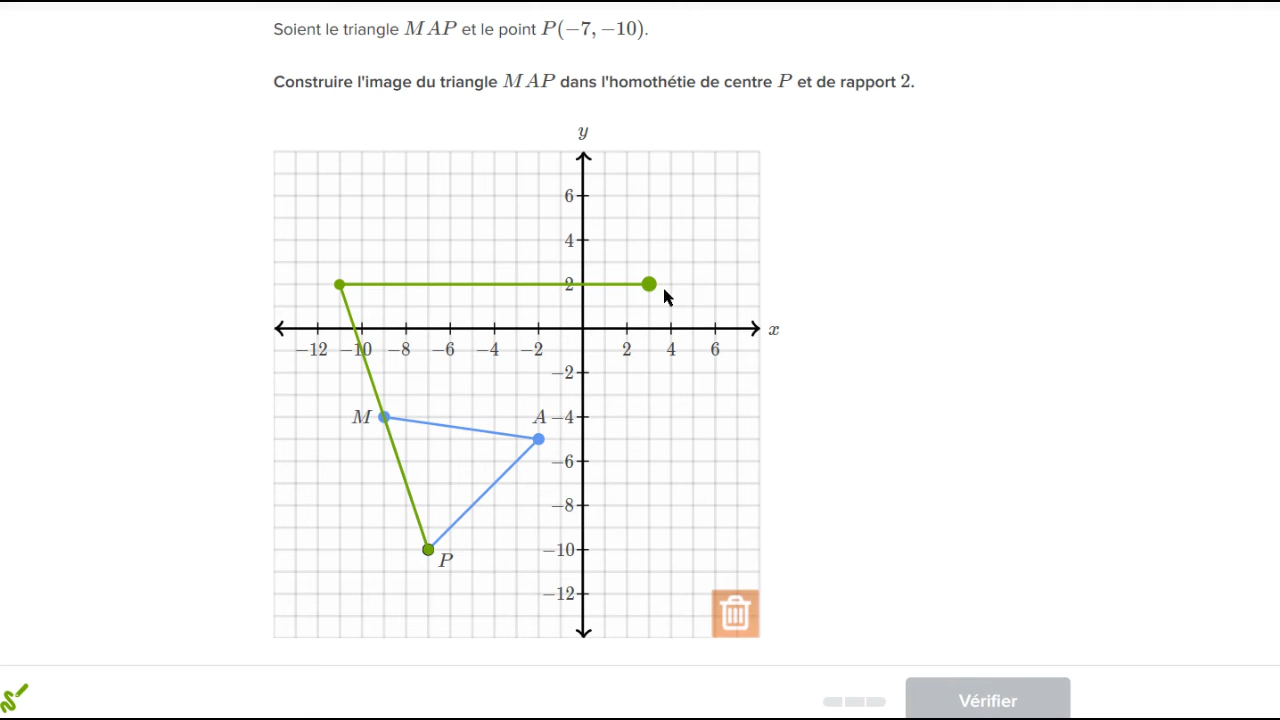 Soient le triangle MAP et le point P(−7, −10).
Construire l'image du triangle MAP dans l'homothétie de centre P et de rapport 2.
y
6
4
2
x
−12 −10 −8 −6 −4 −2 2 4 6
−2
M A −4
−6
−8
−10
P
−12
Vérifier